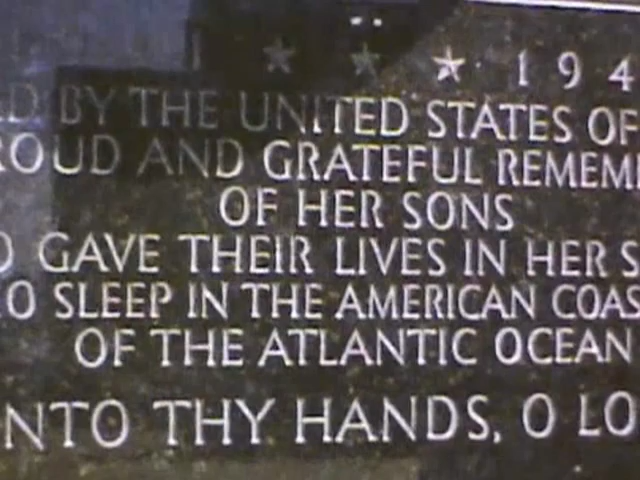 ★ ★ ★ 1 9 4
ED BY THE UNITED STATES OF
ROUD AND GRATEFUL REMEM
OF HER SONS
O GAVE THEIR LIVES IN HER S
O SLEEP IN THE AMERICAN COAS
OF THE ATLANTIC OCEAN
NTO THY HANDS, O LO